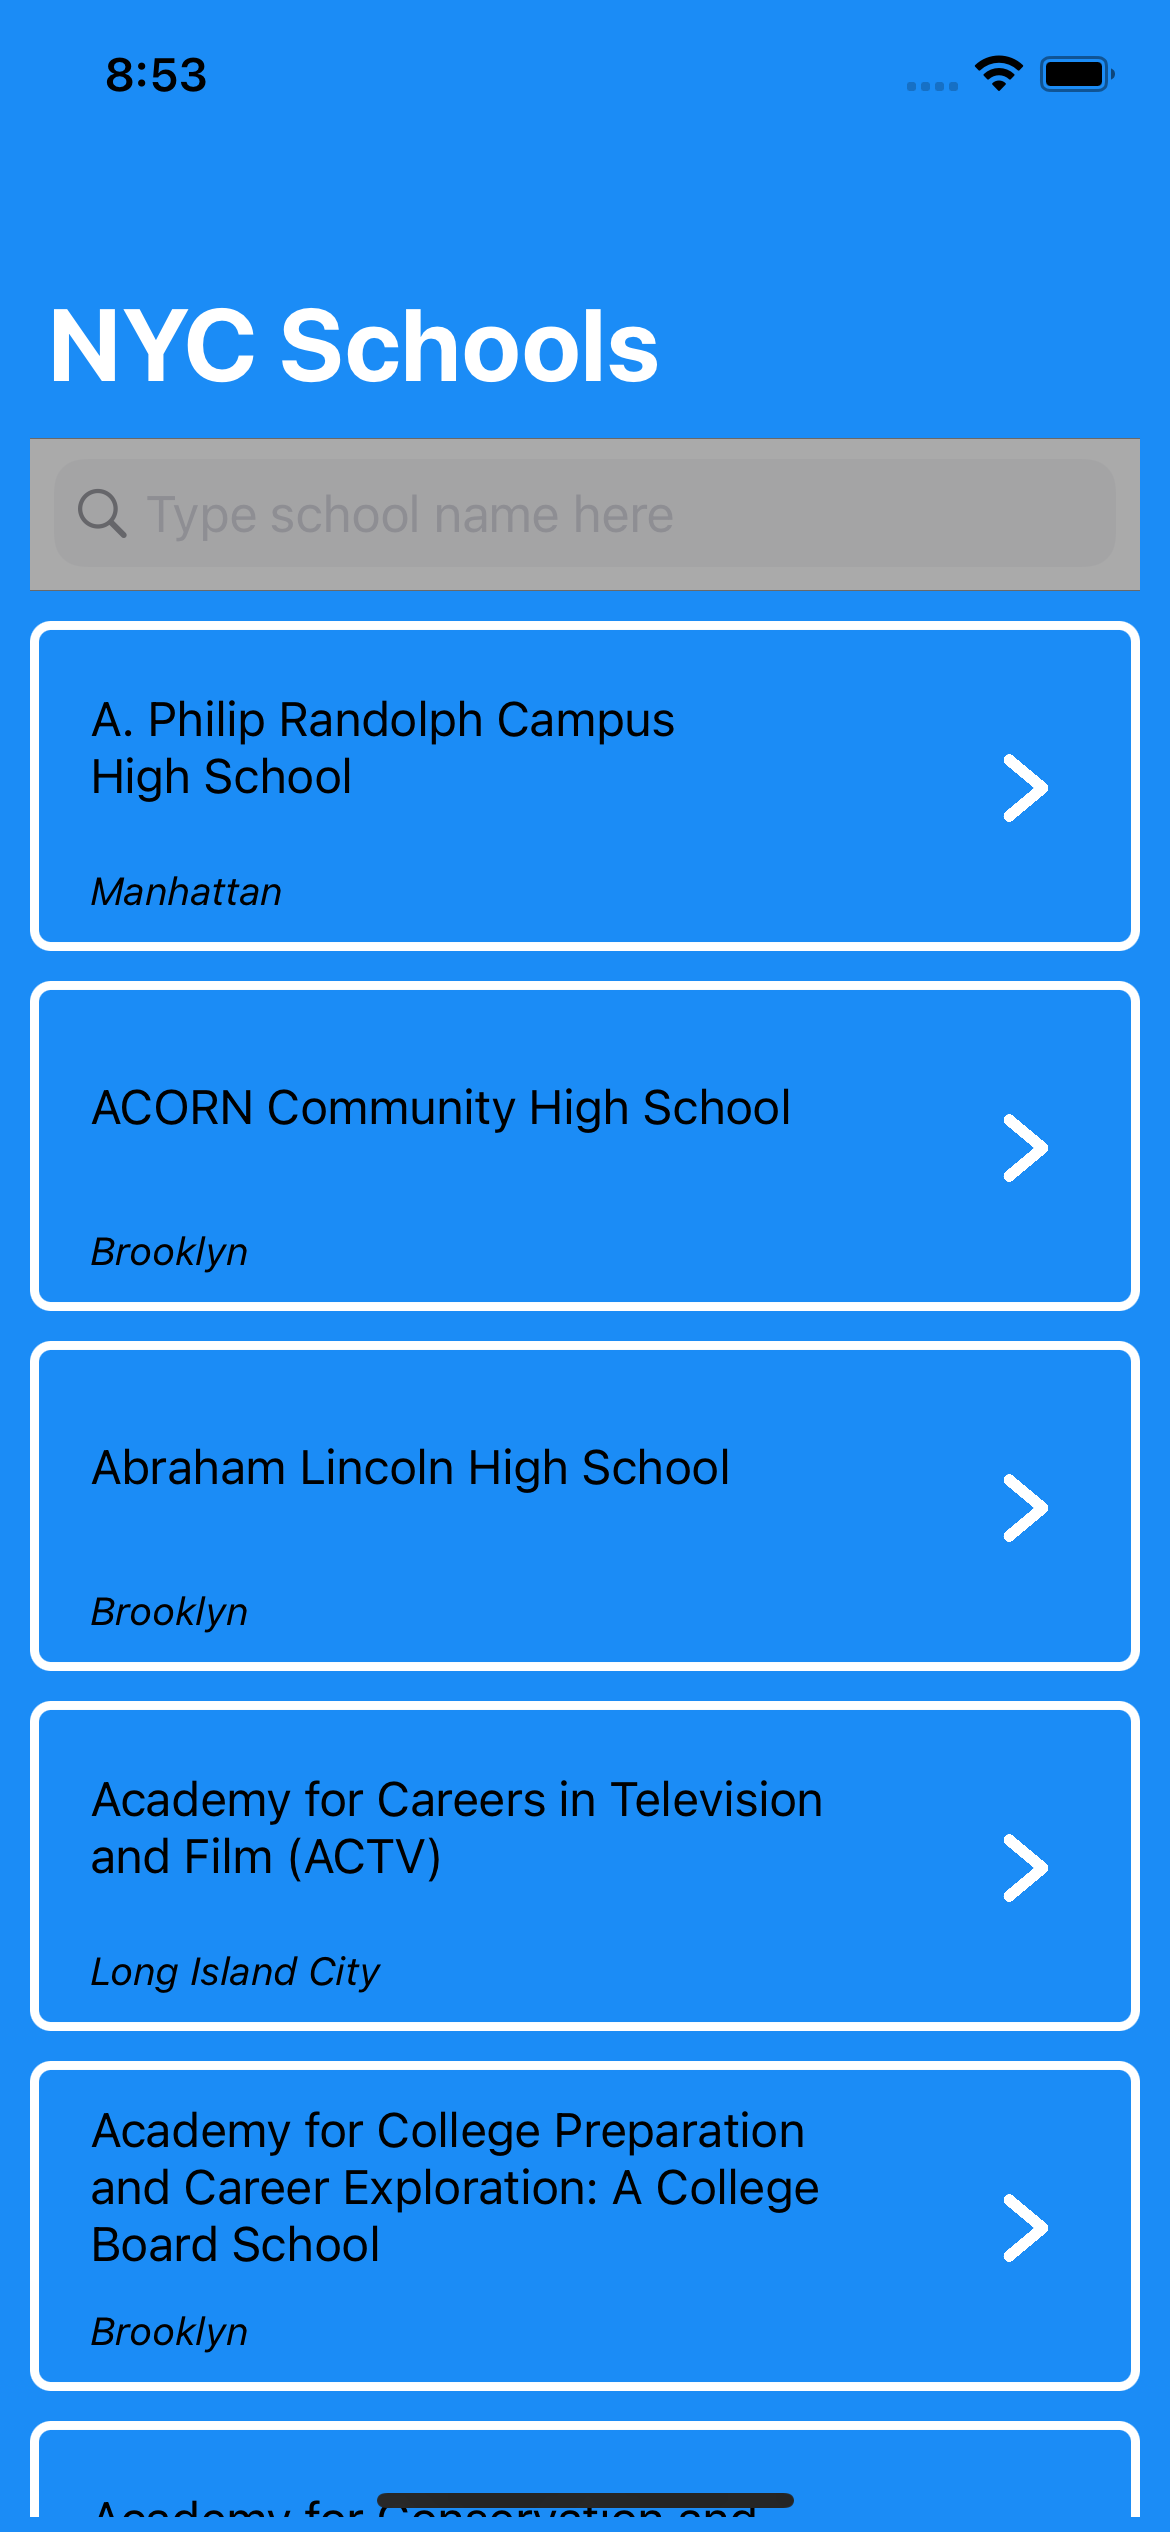 8:53
NYC Schools
Type school name here
A. Philip Randolph Campus
High School
Manhattan
ACORN Community High School
Brooklyn
Abraham Lincoln High School
Brooklyn
Academy for Careers in Television
and Film (ACTV)
Long Island City
Academy for College Preparation
and Career Exploration: A College
Board School
Brooklyn
Academy for Conservation and